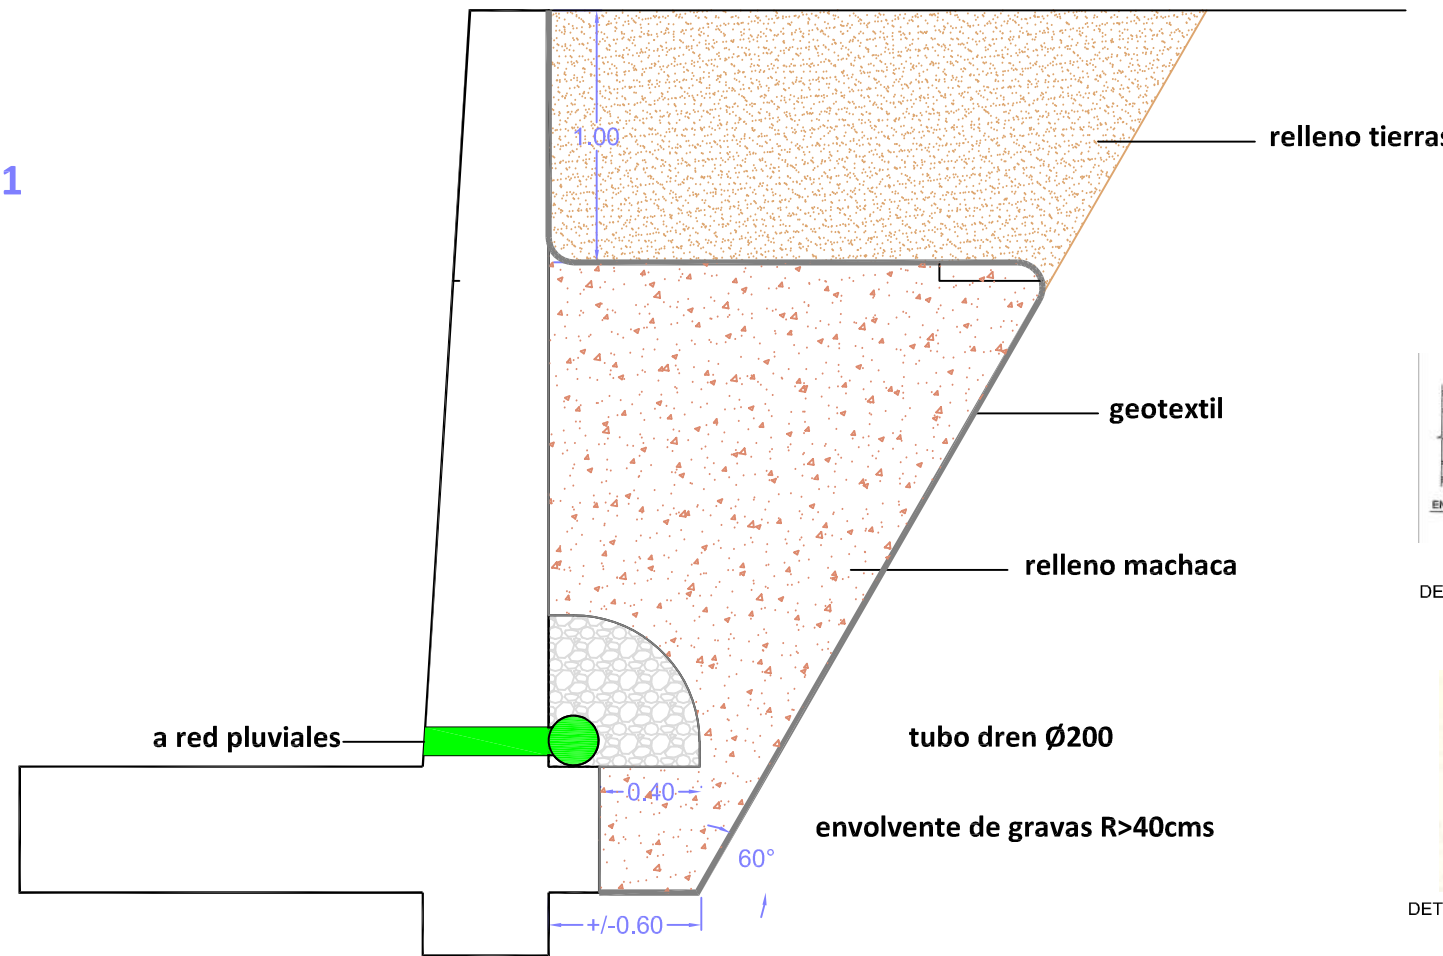 1.00
relleno tierras
1
geotextil
relleno machaca
a red pluviales
tubo dren Ø200
0.40
envolvente de gravas R>40cms
60°
+/-0.60
EN
DE
DET